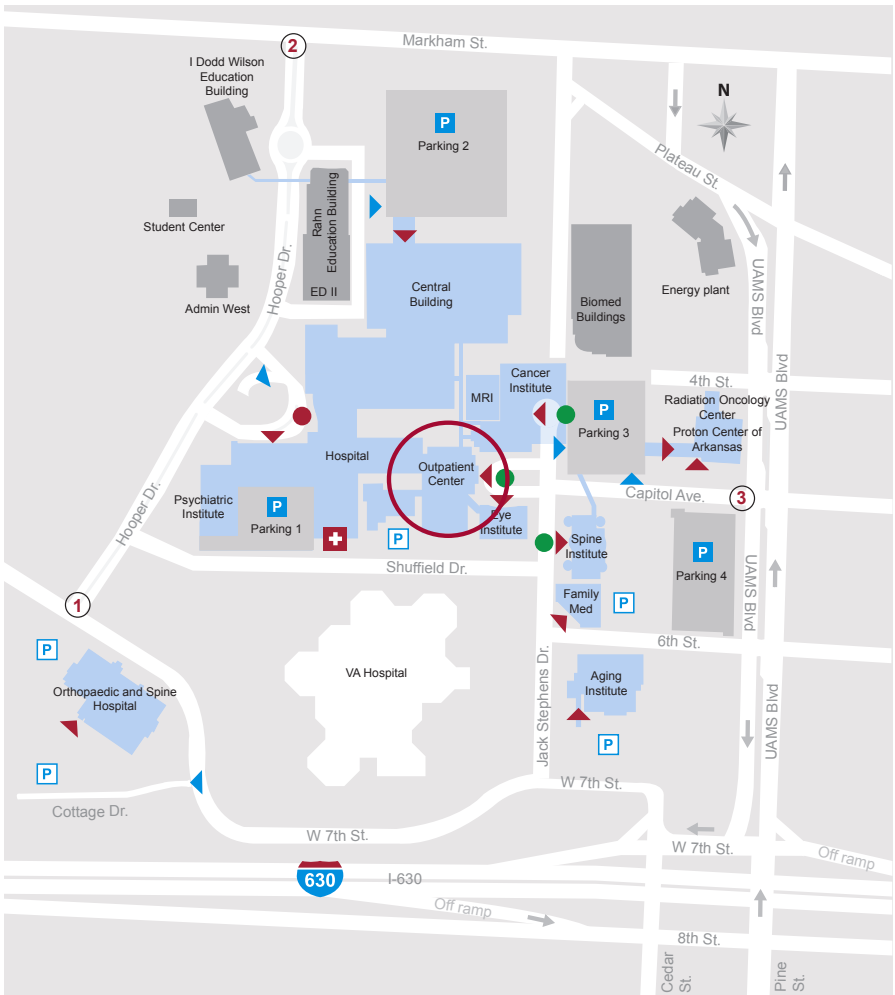 Markham St.
2
I Dodd Wilson
Education
Building
N
P
Parking 2
Plateau St.
Rahn
Education Building
ED II
Student Center
Admin West
Hooper Dr.
Central
Building
Biomed
Buildings
Energy plant
UAMS Blvd
UAMS Blvd
4th St.
Cancer
Institute
MRI
P
Parking 3
Radiation Oncology
Center
Proton Center of
Arkansas
Hospital
Outpatient
Center
Capitol Ave.
3
Psychiatric
Institute
P
Parking 1
P
Eye
Institute
Spine
Institute
P
Parking 4
Hooper Dr.
Shuffield Dr.
Family
Med
P
UAMS Blvd
1
6th St.
P
Orthopaedic and Spine
Hospital
VA Hospital
Aging
Institute
Jack Stephens Dr.
UAMS Blvd
P
P
Cottage Dr.
W 7th St.
W 7th St.
W 7th St.
Off ramp
630
I-630
Off ramp
8th St.
Cedar
St.
Pine
St.